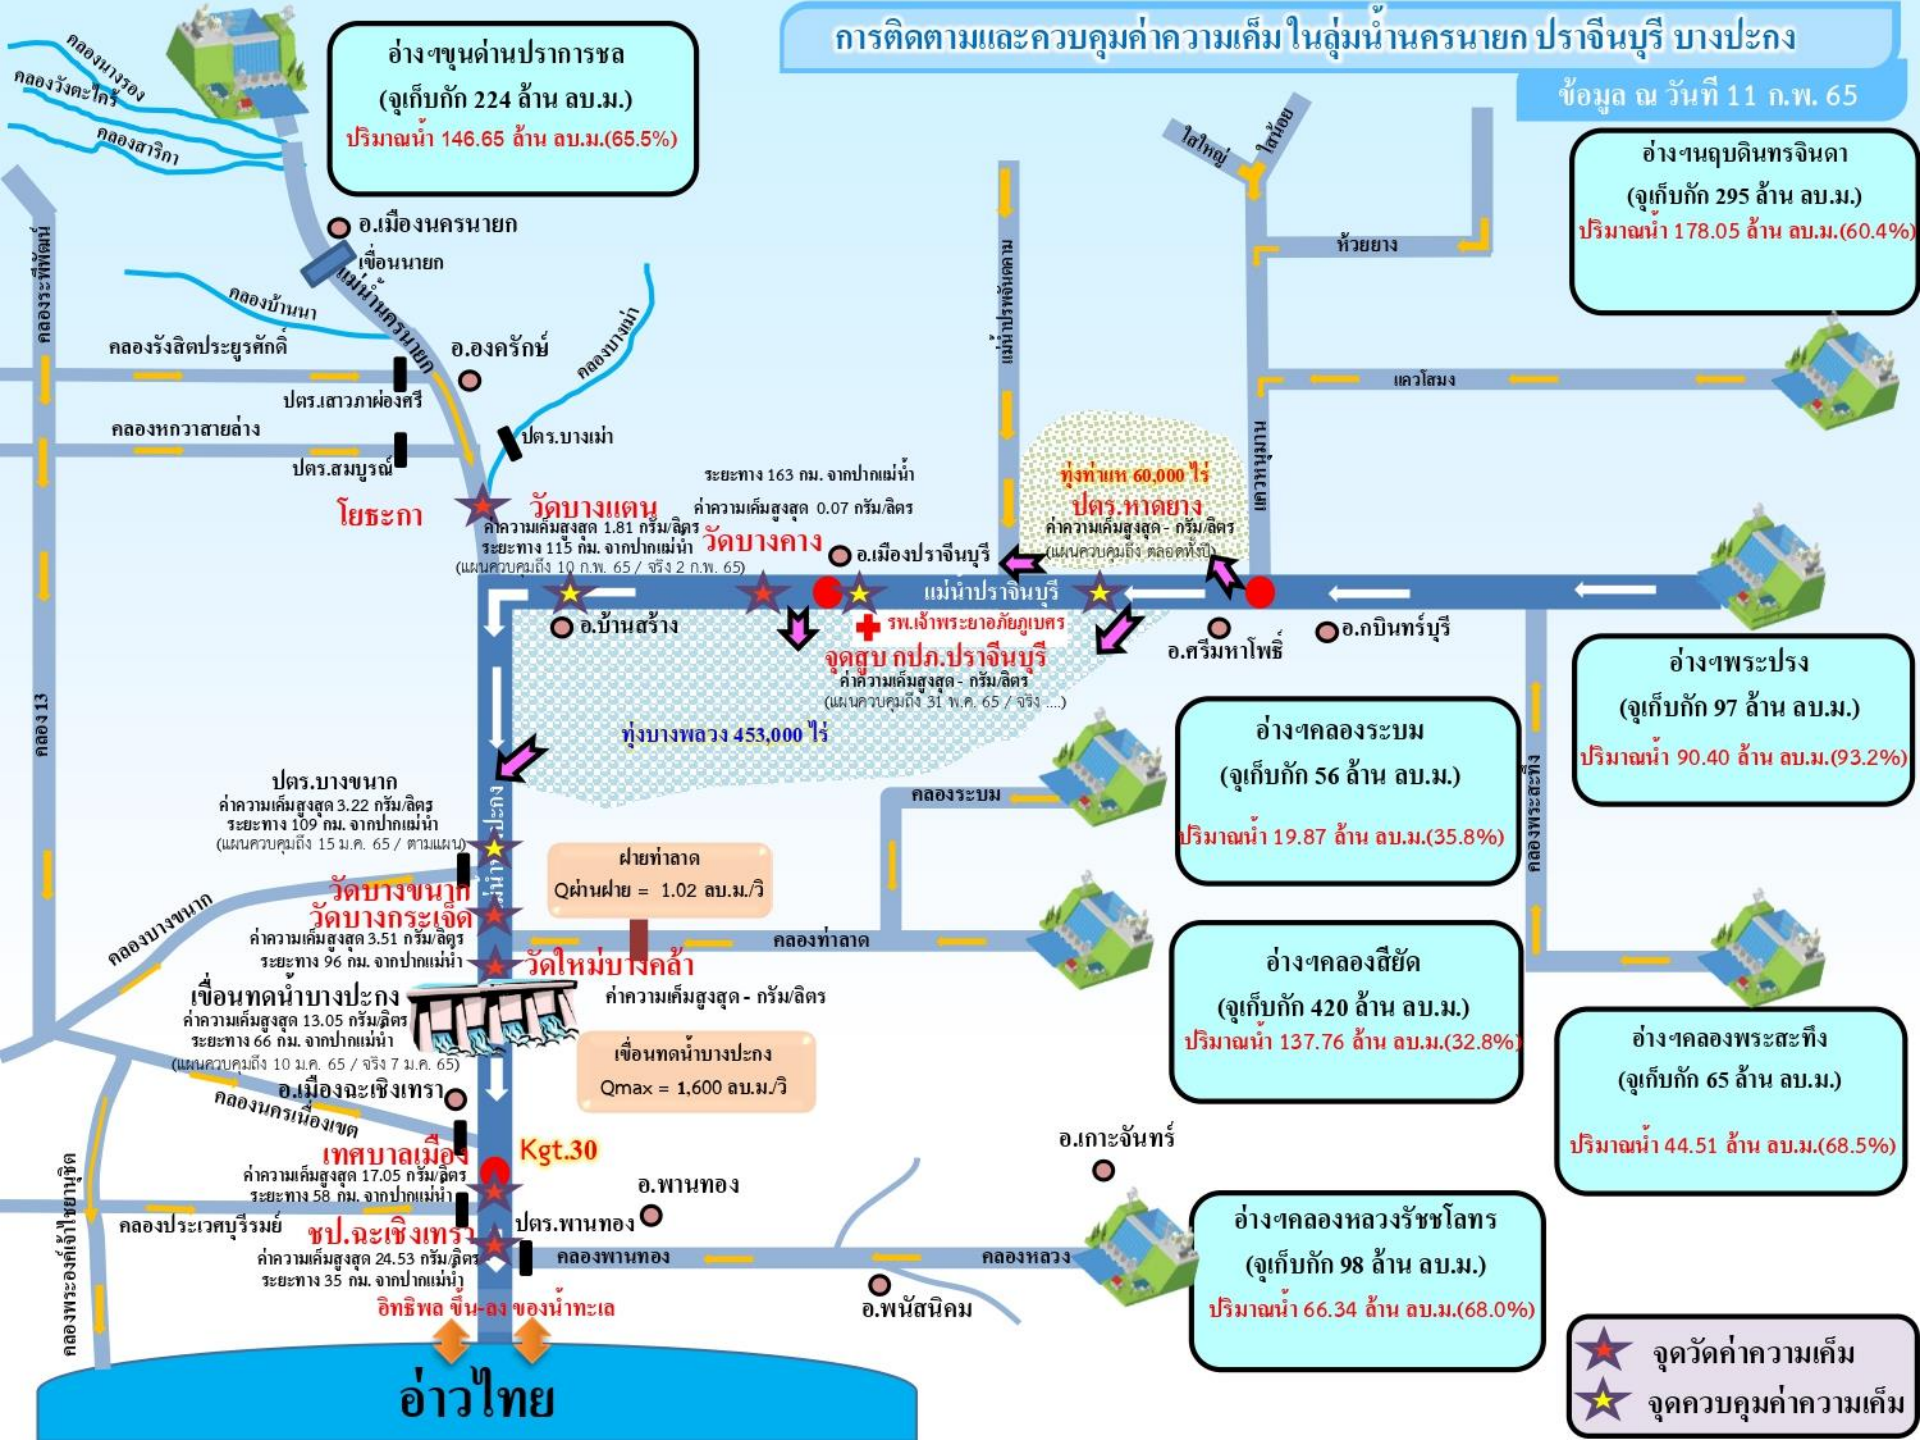 การติดตามและควบคุมค่าความเค็ม ในลุ่มน้ำนครนายก ปราจีนบุรี บางปะกง
ข้อมูล ณ วันที่ 11 ก.พ. 65
อ่างฯขุนด่านปราการชล
(จุเก็บกัก 224 ล้าน ลบ.ม.)
ปริมาณน้ำ 146.65 ล้าน ลบ.ม.(65.5%)
คลองนางรอง
คลองวังตะไคร้
คลองสาริกา
ใสใหญ่
ใสน้อย
อ่างฯนฤบดินทรจินดา
(จุเก็บกัก 295 ล้าน ลบ.ม.)
ปริมาณน้ำ 178.05 ล้าน ลบ.ม.(60.4%)
อ.เมืองนครนายก
เขื่อนนายก
แม่น้ำนครนายก
คลองระพีพัฒน์
คลองบ้านนา
ห้วยยาง
แม่น้ำประจันตคาม
คลองรังสิตประยูรศักดิ์
อ.องครักษ์
คลองบางเม่า
ปตร.เสาวภาผ่องศรี
แควโสมง
คลองหกวาสายล่าง
ปตร.สมบูรณ์
ปตร.บางเม่า
แควหนุมาน
ระยะทาง 163 กม. จากปากแม่น้ำ
ค่าความเค็มสูงสุด 0.07 กรัม/ลิตร
วัดบางคาง
ทุ่งท่าแห 60,000 ไร่
ปตร.หาดยาง
ค่าความเค็มสูงสุด - กรัม/ลิตร
(แผนควบคุมถึง ตลอดทั้งปี)
โยธะกา
วัดบางแตน
ค่าความเค็มสูงสุด 1.81 กรัม/ลิตร
ระยะทาง 115 กม. จากปากแม่น้ำ
(แผนควบคุมถึง 10 ก.พ. 65 / จริง 2 ก.พ. 65)
อ.เมืองปราจีนบุรี
แม่น้ำปราจีนบุรี
อ.บ้านสร้าง
รพ.เจ้าพระยาอภัยภูเบศร
จุดสูบ กปภ.ปราจีนบุรี
ค่าความเค็มสูงสุด - กรัม/ลิตร
(แผนควบคุมถึง 31 พ.ค. 65 / จริง ....)
อ.ศรีมหาโพธิ์
อ.กบินทร์บุรี
อ่างฯพระปรง
(จุเก็บกัก 97 ล้าน ลบ.ม.)
ปริมาณน้ำ 90.40 ล้าน ลบ.ม.(93.2%)
คลอง 13
ทุ่งบางพลวง 453,000 ไร่
อ่างฯคลองระบม
(จุเก็บกัก 56 ล้าน ลบ.ม.)
ปริมาณน้ำ 19.87 ล้าน ลบ.ม.(35.8%)
คลองพระสะทึง
คลองระบม
ปตร.บางขนาก
ค่าความเค็มสูงสุด 3.22 กรัม/ลิตร
ระยะทาง 109 กม. จากปากแม่น้ำ
(แผนควบคุมถึง 15 ม.ค. 65 / ตามแผน)
ฝายท่าลาด
Qผ่านฝาย = 1.02 ลบ.ม./วิ
วัดบางขนาก
วัดบางกระเจ็ด
ค่าความเค็มสูงสุด 3.51 กรัม/ลิตร
ระยะทาง 96 กม. จากปากแม่น้ำ
คลองบางขนาก
คลองท่าลาด
วัดใหม่บางคล้า
ค่าความเค็มสูงสุด - กรัม/ลิตร
อ่างฯคลองสียัด
(จุเก็บกัก 420 ล้าน ลบ.ม.)
ปริมาณน้ำ 137.76 ล้าน ลบ.ม.(32.8%)
เขื่อนทดน้ำบางปะกง
ค่าความเค็มสูงสุด 13.05 กรัม/ลิตร
ระยะทาง 66 กม. จากปากแม่น้ำ
(แผนควบคุมถึง 10 ม.ค. 65 / จริง 7 ม.ค. 65)
เขื่อนทดน้ำบางปะกง
Qmax = 1,600 ลบ.ม./วิ
อ่างฯคลองพระสะทึง
(จุเก็บกัก 65 ล้าน ลบ.ม.)
ปริมาณน้ำ 44.51 ล้าน ลบ.ม.(68.5%)
อ.เมืองฉะเชิงเทรา
คลองนครเนื่องเขต
เทศบาลเมือง
ค่าความเค็มสูงสุด 17.05 กรัม/ลิตร
ระยะทาง 58 กม. จากปากแม่น้ำ
Kgt.30
อ.เกาะจันทร์
อ.พานทอง
คลองประเวศบุรีรมย์
คลองพระองค์เจ้าไชยานุชิต
ชป.ฉะเชิงเทรา
ค่าความเค็มสูงสุด 24.53 กรัม/ลิตร
ระยะทาง 35 กม. จากปากแม่น้ำ
ปตร.พานทอง
คลองพานทอง
คลองหลวง
อ่างฯคลองหลวงรัชชโลทร
(จุเก็บกัก 98 ล้าน ลบ.ม.)
ปริมาณน้ำ 66.34 ล้าน ลบ.ม.(68.0%)
อ.พนัสนิคม
อิทธิพล ขึ้น-ลง ของน้ำทะเล
อ่าวไทย
จุดวัดค่าความเค็ม
จุดควบคุมค่าความเค็ม